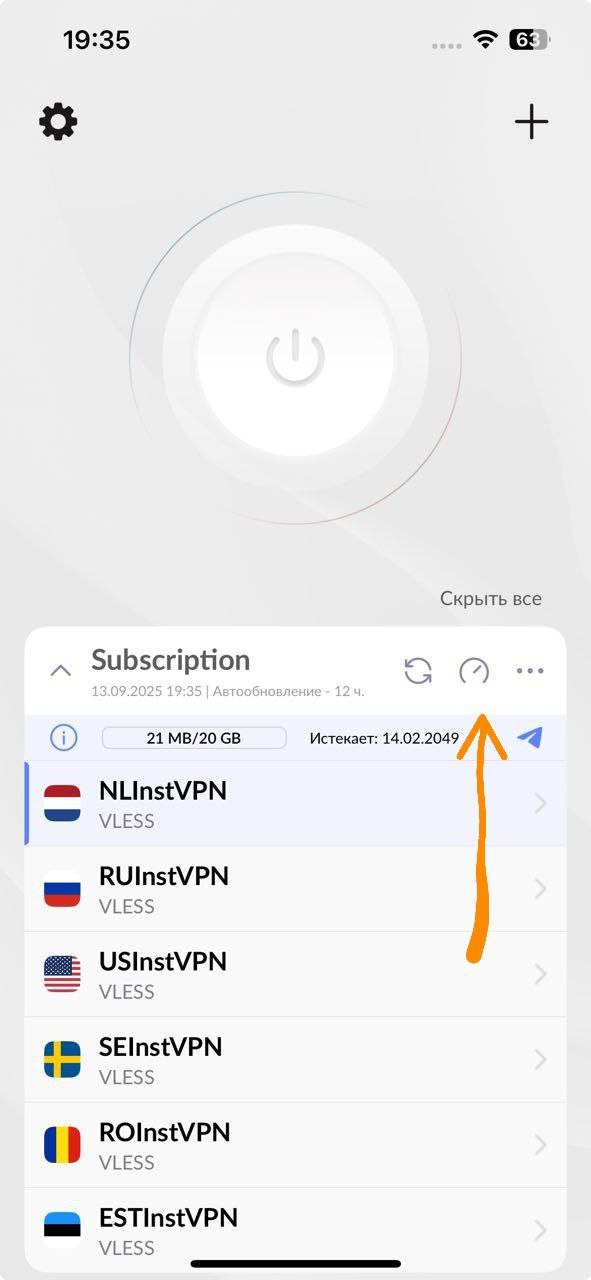 19:35
63
Скрыть все
Subscription
13.09.2025 19:35 | Автообновление - 12 ч.
21 MB/20 GB Истекает: 14.02.2049
NLInstVPN
VLESS
RUInstVPN
VLESS
USInstVPN
VLESS
SEInstVPN
VLESS
ROInstVPN
VLESS
ESTInstVPN
VLESS